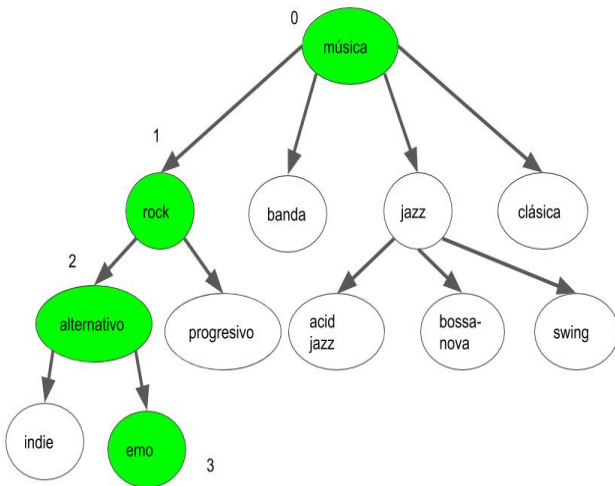 0
música
1
rock
banda
jazz
clásica
2
alternativo
progresivo
acid
jazz
bossa-
nova
swing
indie
emo
3